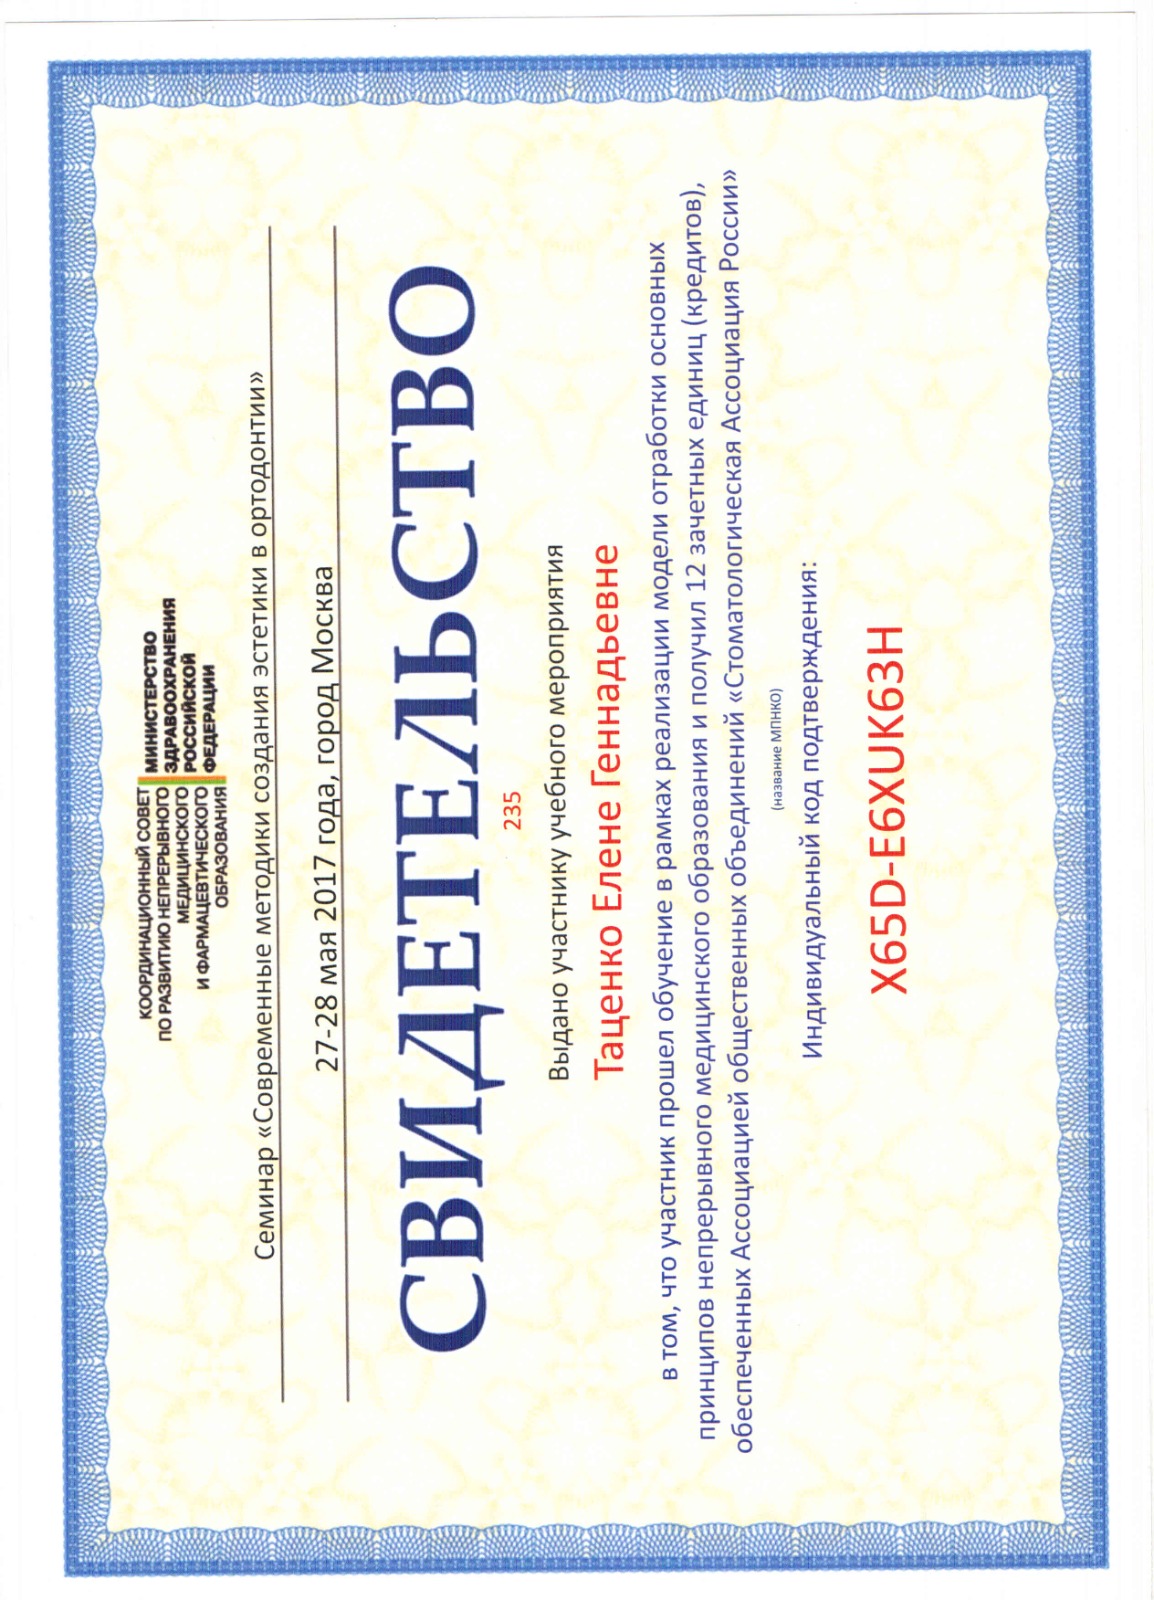 КООРДИНАЦИОННЫЙ СОВЕТ
ПО РАЗВИТИЮ НЕПРЕРЫВНОГО
МЕДИЦИНСКОГО
И ФАРМАЦЕВТИЧЕСКОГО
ОБРАЗОВАНИЯ
МИНИСТЕРСТВО
ЗДРАВООХРАНЕНИЯ
РОССИЙСКОЙ
ФЕДЕРАЦИИ
Семинар «Современные методики создания эстетики в ортодонтии»
27-28 мая 2017 года, город Москва
СВИДЕТЕЛЬСТВО
235
Выдано участнику учебного мероприятия
Таценко Елене Геннадьевне
в том, что участник прошел обучение в рамках реализации модели отработки основных
принципов непрерывного медицинского образования и получил 12 зачетных единиц (кредитов),
обеспеченных Ассоциацией общественных объединений «Стоматологическая Ассоциация России»
(название МПНКО)
Индивидуальный код подтверждения:
X65D-E6XUK63H